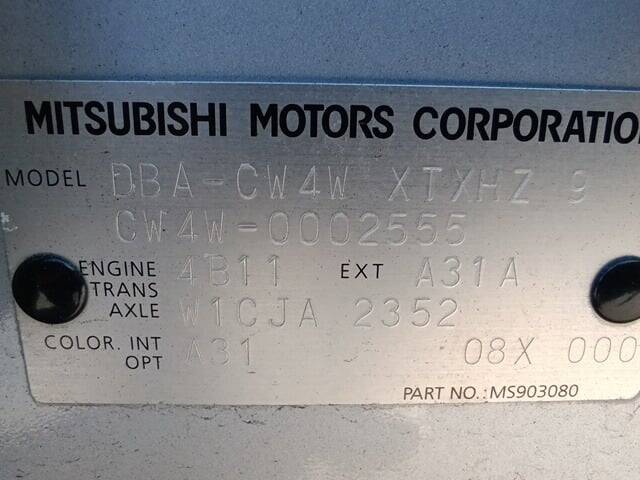 MITSUBISHI MOTORS CORPORATION
MODEL DBA-CW4W XTXHZ 9
CW4W-0002555
ENGINE 4B11 EXT A31A
TRANS
AXLE W1CJA 2352
COLOR. INT A31 08X 000
OPT
PART NO.: MS903080